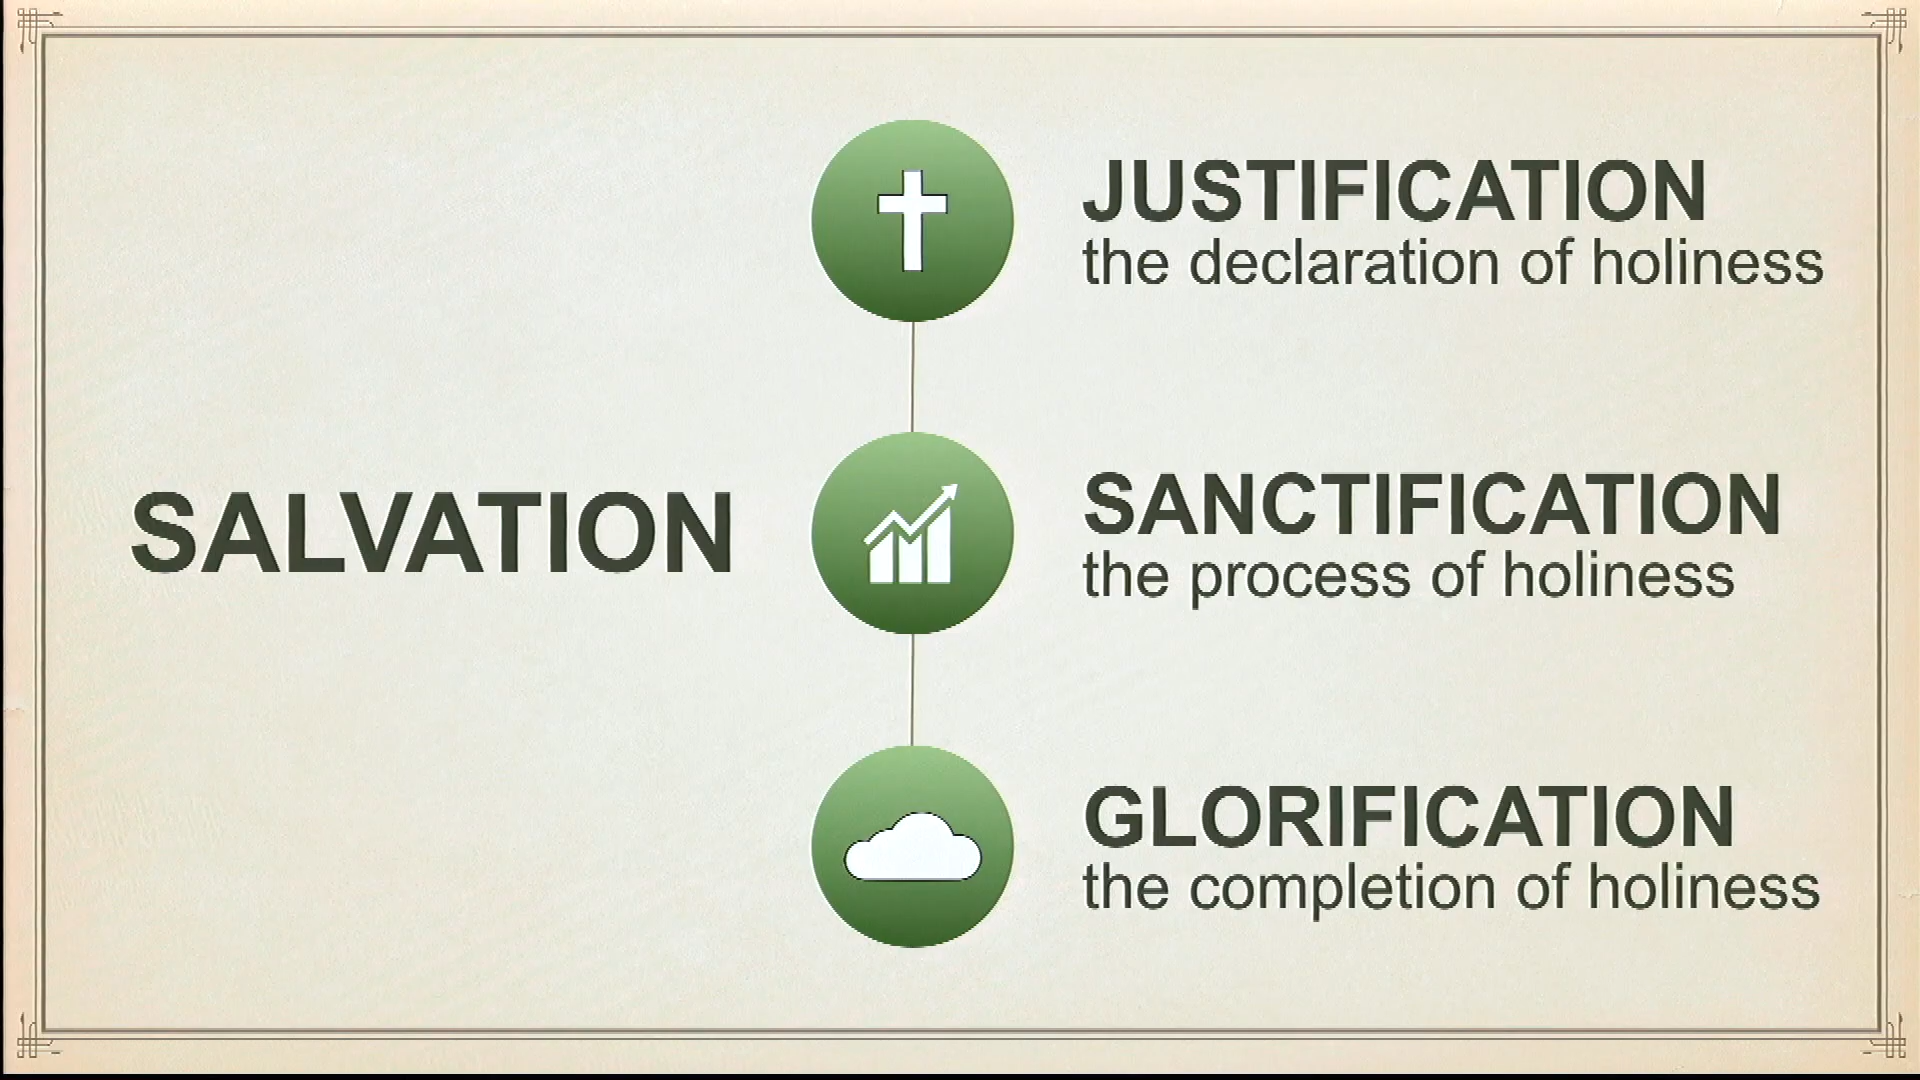 SALVATION
JUSTIFICATION
the declaration of holiness
SANCTIFICATION
the process of holiness
GLORIFICATION
the completion of holiness